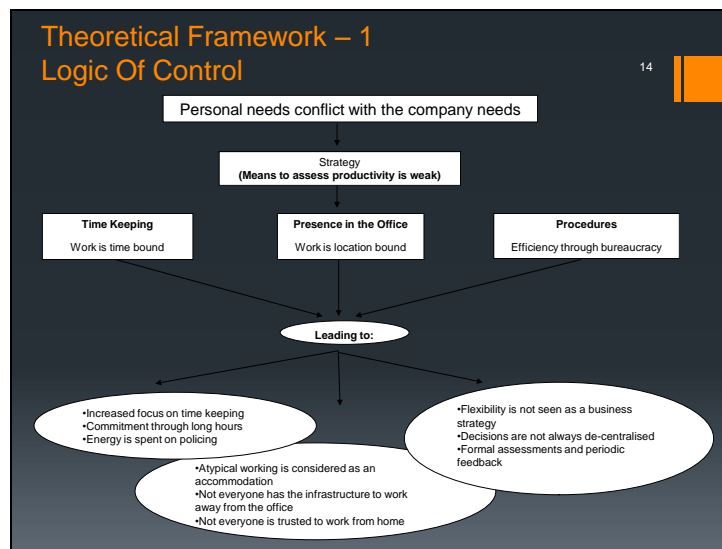 Theoretical Framework – 1
Logic Of Control
14
Personal needs conflict with the company needs
Strategy
(Means to assess productivity is weak)
Time Keeping
Work is time bound
Presence in the Office
Work is location bound
Procedures
Efficiency through bureaucracy
Leading to:
•Increased focus on time keeping
•Commitment through long hours
•Energy is spent on policing
•Atypical working is considered as an
accommodation
•Not everyone has the infrastructure to work
away from the office
•Not everyone is trusted to work from home
•Flexibility is not seen as a business
strategy
•Decisions are not always de-centralised
•Formal assessments and periodic
feedback